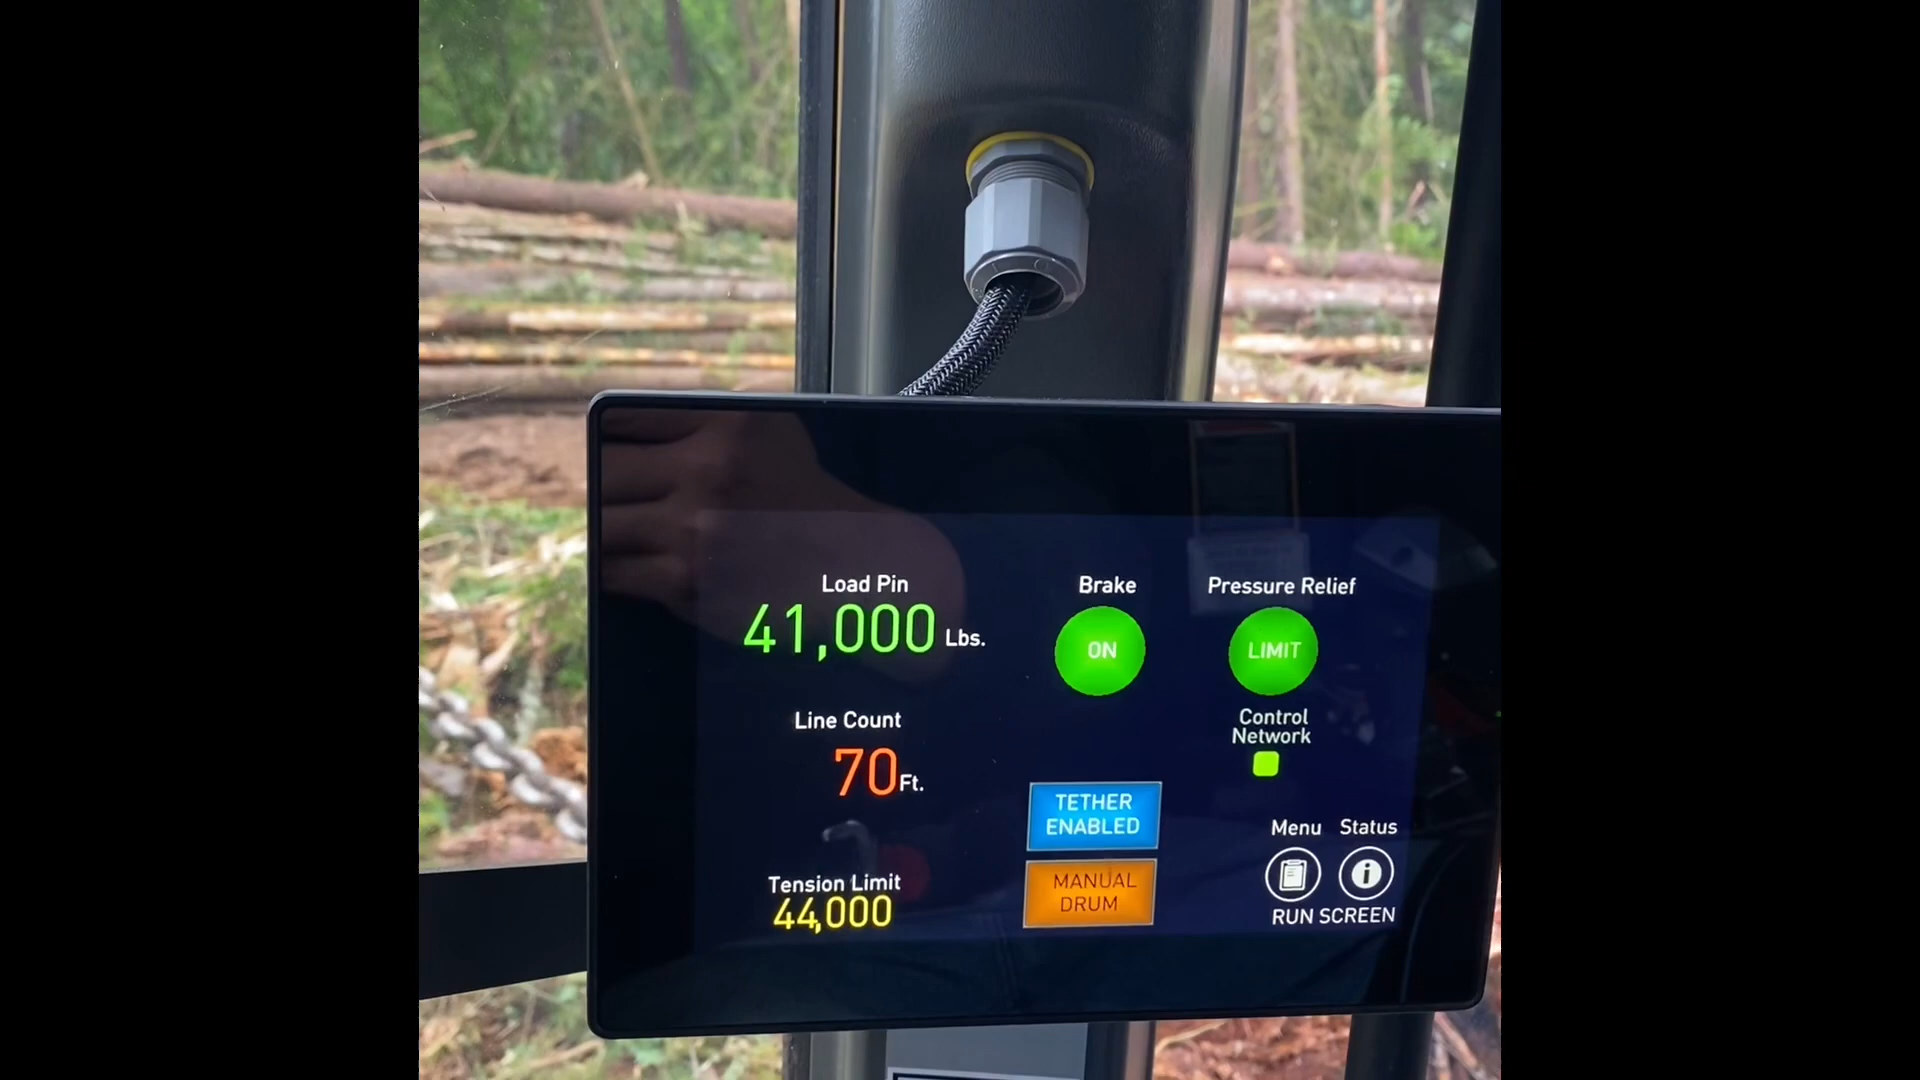 Load Pin
41,000 Lbs.
Brake
ON
Pressure Relief
LIMIT
Line Count
70 Ft.
Control
Network
TETHER
ENABLED
MANUAL
DRUM
Tension Limit
44,000
Menu Status
RUN SCREEN